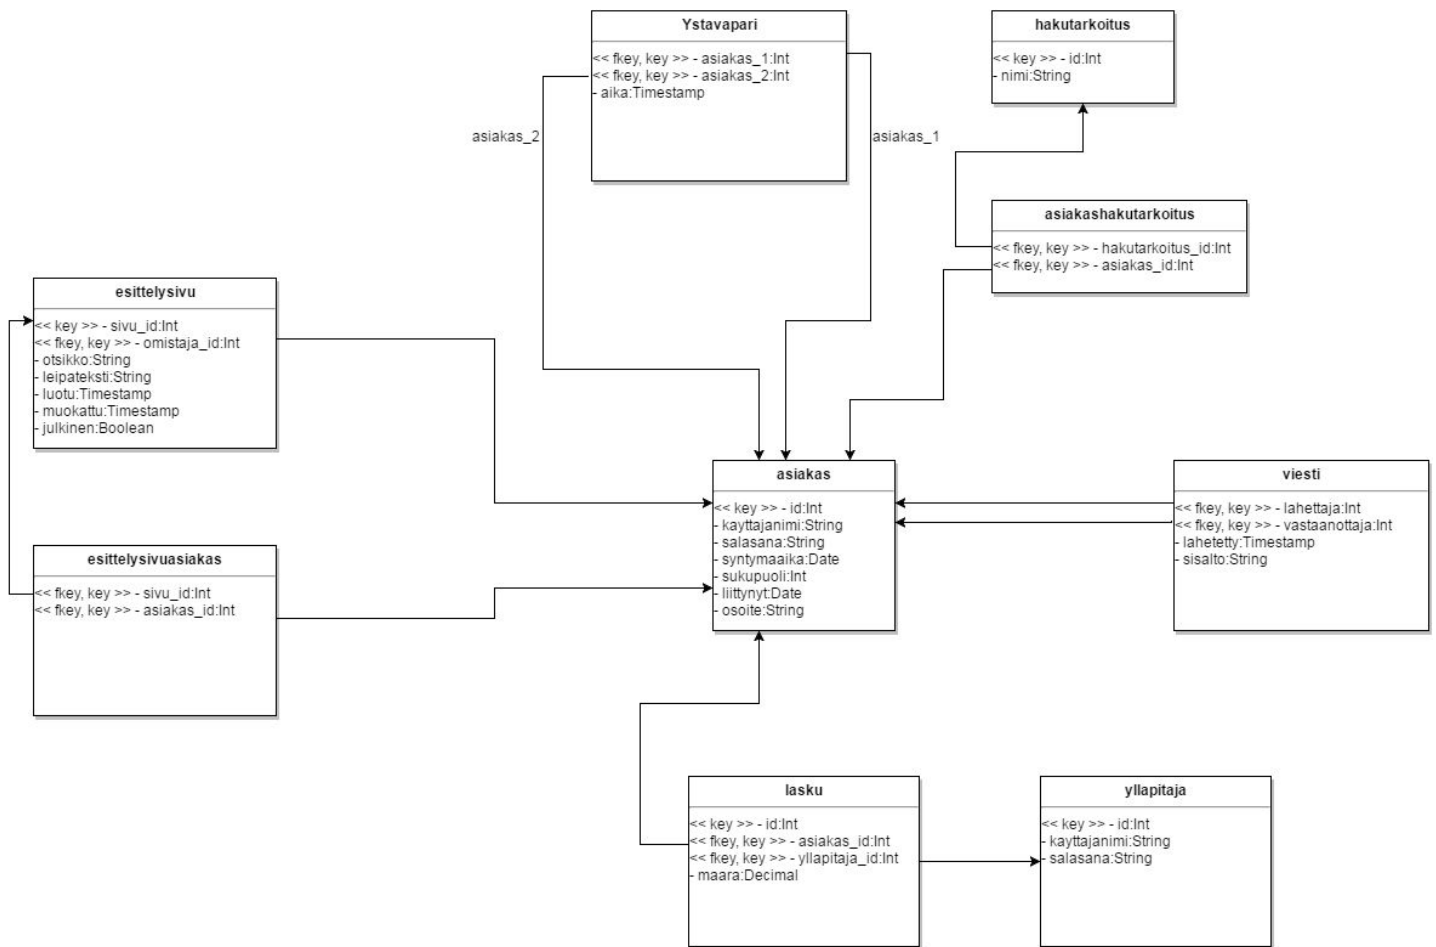 Ystavapari
<< fkey, key >> - asiakas_1:Int
<< fkey, key >> - asiakas_2:Int
- aika:Timestamp
hakutarkoitus
<< key >> - id:Int
- nimi:String
asiakas_2
asiakas_1
asiakashakutarkoitus
<< fkey, key >> - hakutarkoitus_id:Int
<< fkey, key >> - asiakas_id:Int
esittelysivu
<< key >> - sivu_id:Int
<< fkey, key >> - omistaja_id:Int
- otsikko:String
- leipateksti:String
- luotu:Timestamp
- muokattu:Timestamp
- julkinen:Boolean
asiakas
<< key >> - id:Int
- kayttajanimi:String
- salasana:String
- syntymaaika:Date
- sukupuoli:Int
- liittynyt:Date
- osoite:String
viesti
<< fkey, key >> - lahettaja:Int
<< fkey, key >> - vastaanottaja:Int
- lahetetty:Timestamp
- sisalto:String
esittelysivuasiakas
<< fkey, key >> - sivu_id:Int
<< fkey, key >> - asiakas_id:Int
lasku
<< key >> - id:Int
<< fkey, key >> - asiakas_id:Int
<< fkey, key >> - yllapitaja_id:Int
- maara:Decimal
yllapitaja
<< key >> - id:Int
- kayttajanimi:String
- salasana:String